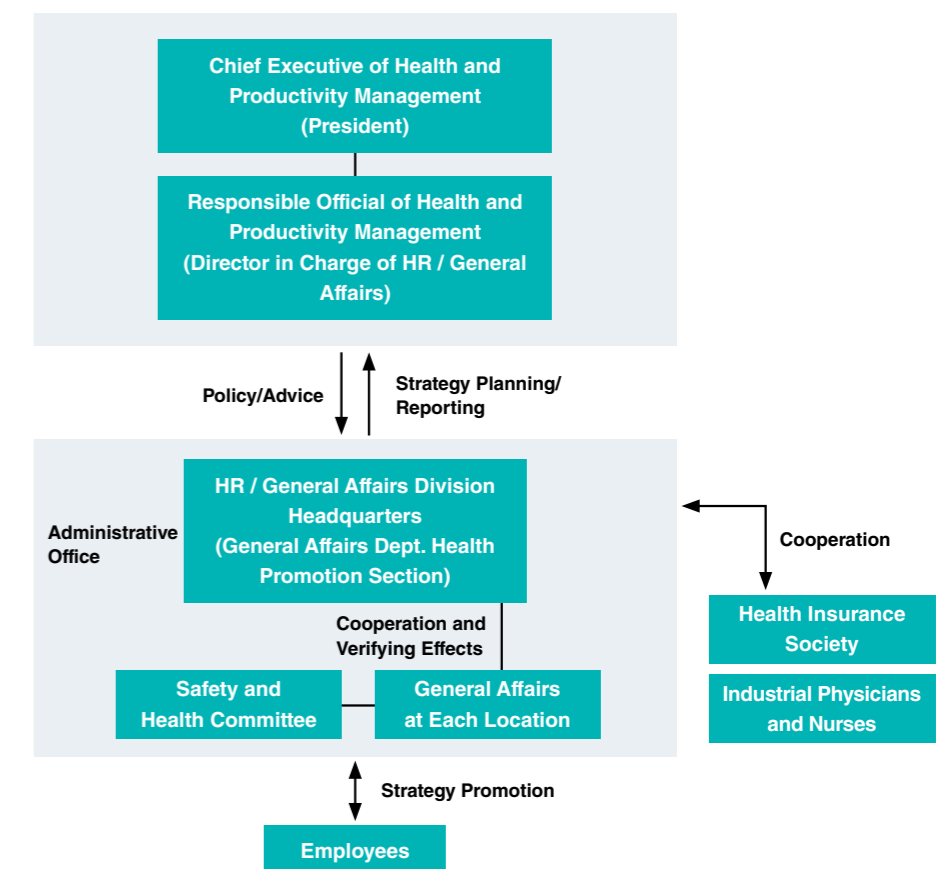 Chief Executive of Health and
Productivity Management
(President)
Responsible Official of Health and
Productivity Management
(Director in Charge of HR / General
Affairs)
Policy/Advice
Strategy Planning/
Reporting
Administrative
Office
HR / General Affairs Division
Headquarters
(General Affairs Dept. Health
Promotion Section)
Cooperation
Cooperation and
Verifying Effects
Health Insurance
Society
Safety and
Health Committee
General Affairs
at Each Location
Industrial Physicians
and Nurses
Strategy Promotion
Employees